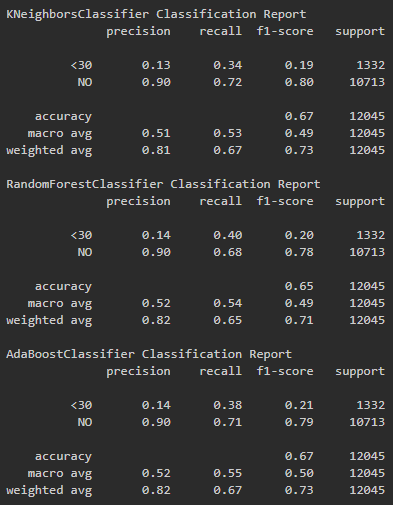 KNeighborsClassifier Classification Report
precision recall f1-score support
<30 0.13 0.34 0.19 1332
NO 0.90 0.72 0.80 10713
accuracy 0.67 12045
macro avg 0.51 0.53 0.49 12045
weighted avg 0.81 0.67 0.73 12045
RandomForestClassifier Classification Report
precision recall f1-score support
<30 0.14 0.40 0.20 1332
NO 0.90 0.68 0.78 10713
accuracy 0.65 12045
macro avg 0.52 0.54 0.49 12045
weighted avg 0.82 0.65 0.71 12045
AdaBoostClassifier Classification Report
precision recall f1-score support
<30 0.14 0.38 0.21 1332
NO 0.90 0.71 0.79 10713
accuracy 0.67 12045
macro avg 0.52 0.55 0.50 12045
weighted avg 0.82 0.67 0.73 12045